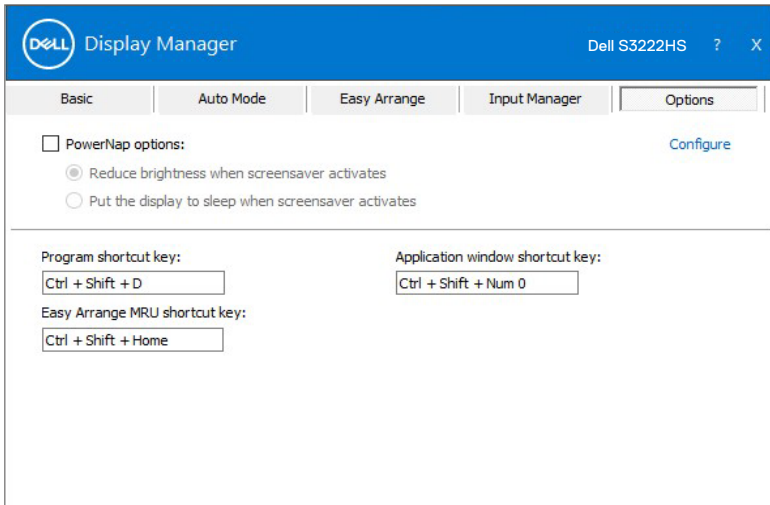 DELL Display Manager Dell S3222HS ? X
Basic Auto Mode Easy Arrange Input Manager Options
PowerNap options: Configure
Reduce brightness when screensaver activates
Put the display to sleep when screensaver activates
Program shortcut key: Application window shortcut key:
Ctrl + Shift + D Ctrl + Shift + Num 0
Easy Arrange MRU shortcut key:
Ctrl + Shift + Home